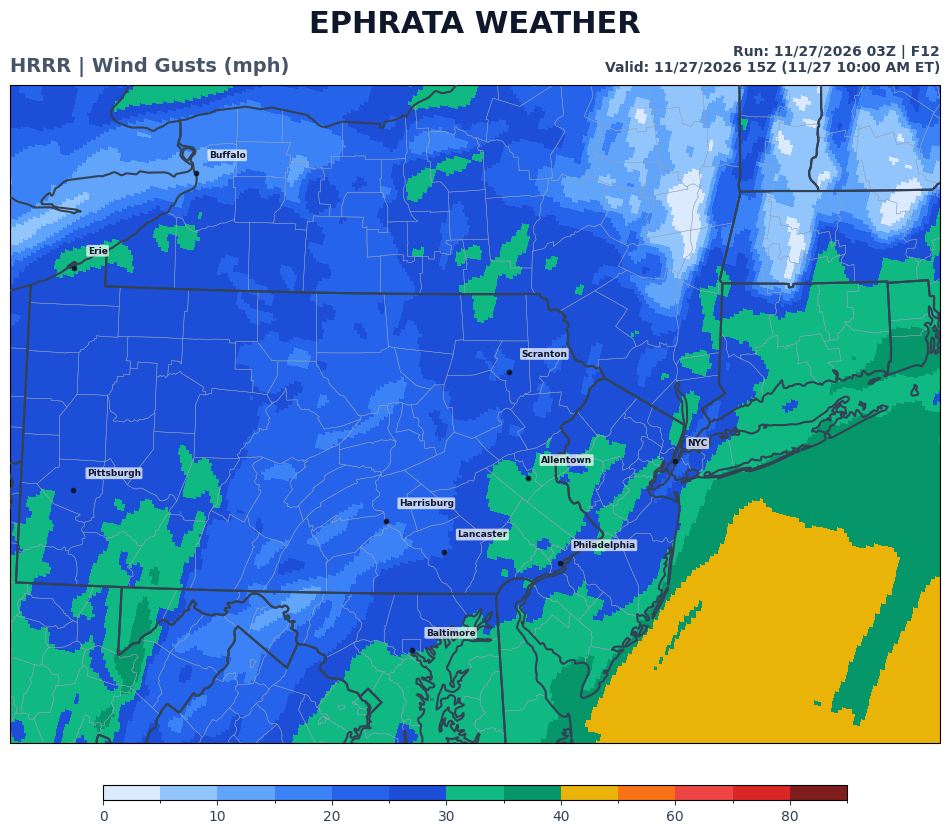 EPHRATA WEATHER
HRRR | Wind Gusts (mph)
Run: 11/27/2026 03Z | F12
Valid: 11/27/2026 15Z (11/27 10:00 AM ET)
Buffalo
Erie
Scranton
NYC
Allentown
Pittsburgh
Harrisburg
Lancaster
Philadelphia
Baltimore
0 10 20 30 40 50 60 70 80